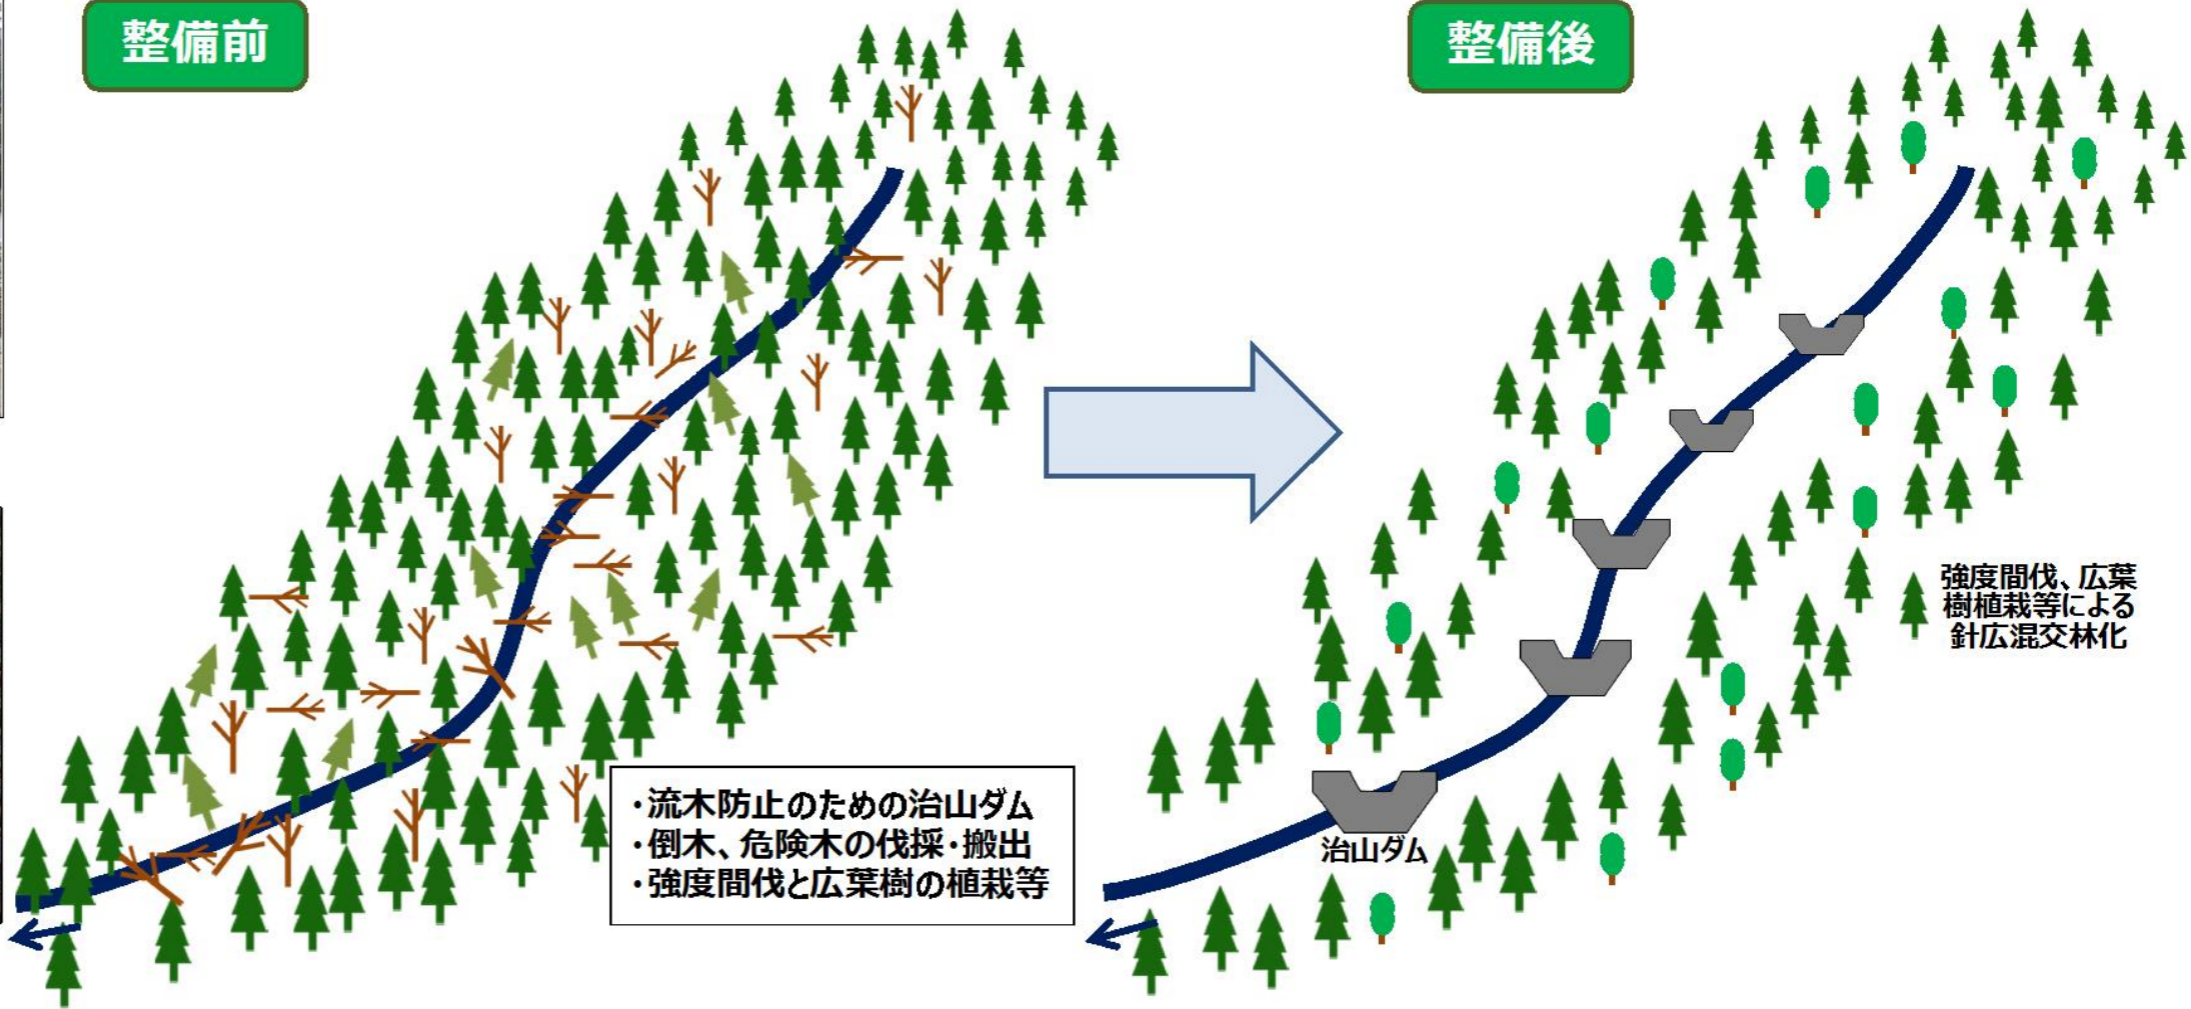 整備前
整備後
強度間伐、広葉
樹植栽等による
針広混交林化
・流木防止のための治山ダム
・倒木、危険木の伐採・搬出
・強度間伐と広葉樹の植栽等
治山ダム